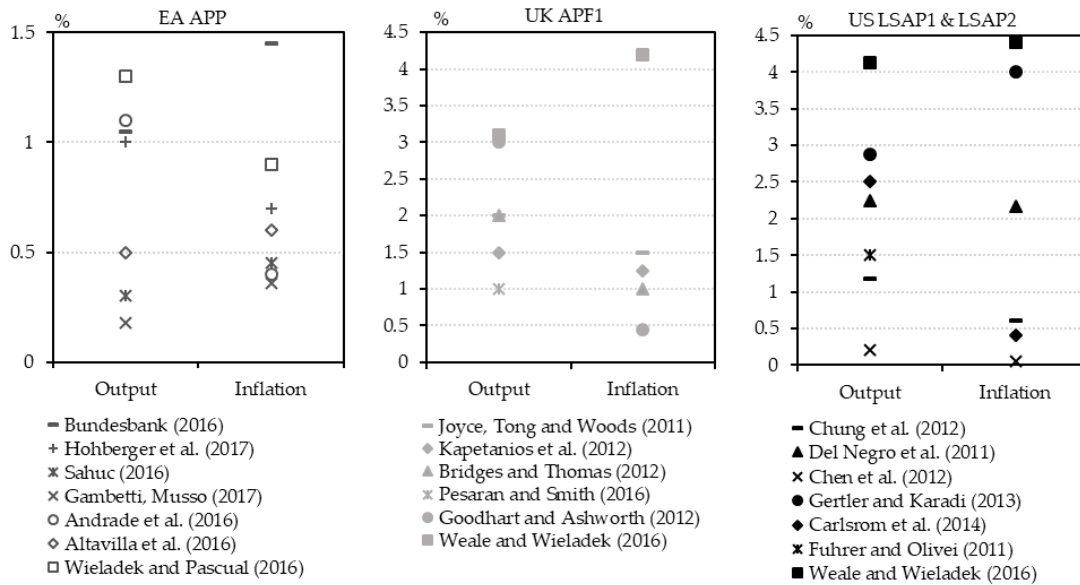 EA APP
%
1.5
1
0.5
0
Output
Inflation
Bundesbank (2016)
Hohberger et al. (2017)
Sahuc (2016)
Gambetti, Musso (2017)
Andrade et al. (2016)
Altavilla et al. (2016)
Wieladek and Pascual (2016)
UK APF1
%
4.5
4
3.5
3
2.5
2
1.5
1
0.5
0
Output
Inflation
Joyce, Tong and Woods (2011)
Kapetanios et al. (2012)
Bridges and Thomas (2012)
Pesaran and Smith (2016)
Goodhart and Ashworth (2012)
Weale and Wieladek (2016)
US LSAP1 & LSAP2
%
4.5
4
3.5
3
2.5
2
1.5
1
0.5
0
Output
Inflation
Chung et al. (2012)
Del Negro et al. (2011)
Chen et al. (2012)
Gertler and Karadi (2013)
Carlsrom et al. (2014)
Fuhrer and Olivei (2011)
Weale and Wieladek (2016)